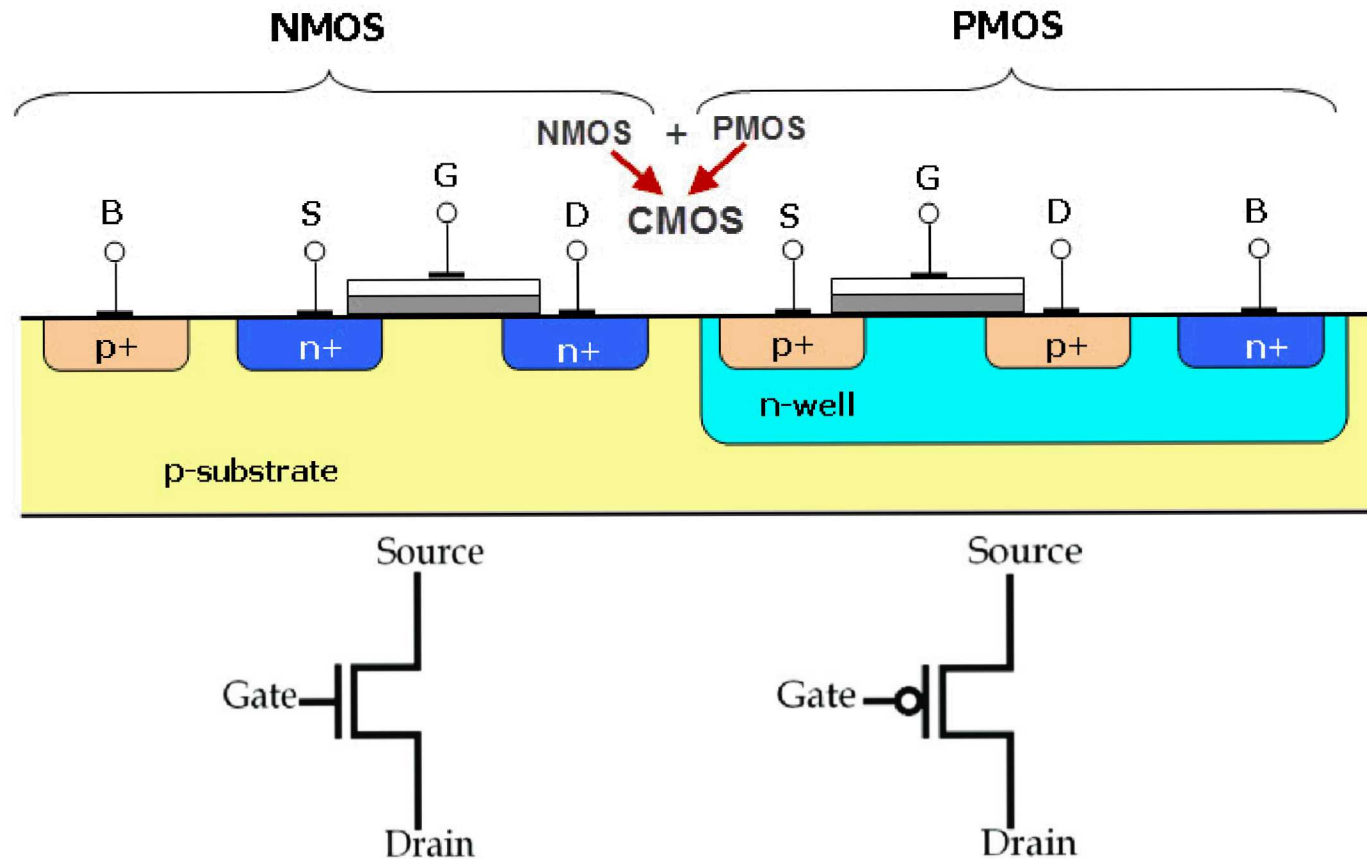 NMOS PMOS
NMOS + PMOS
CMOS
B S G D S G D B
p+ n+ n+ p+ p+ n+
n-well
p-substrate
Source Source
Gate Gate
Drain Drain